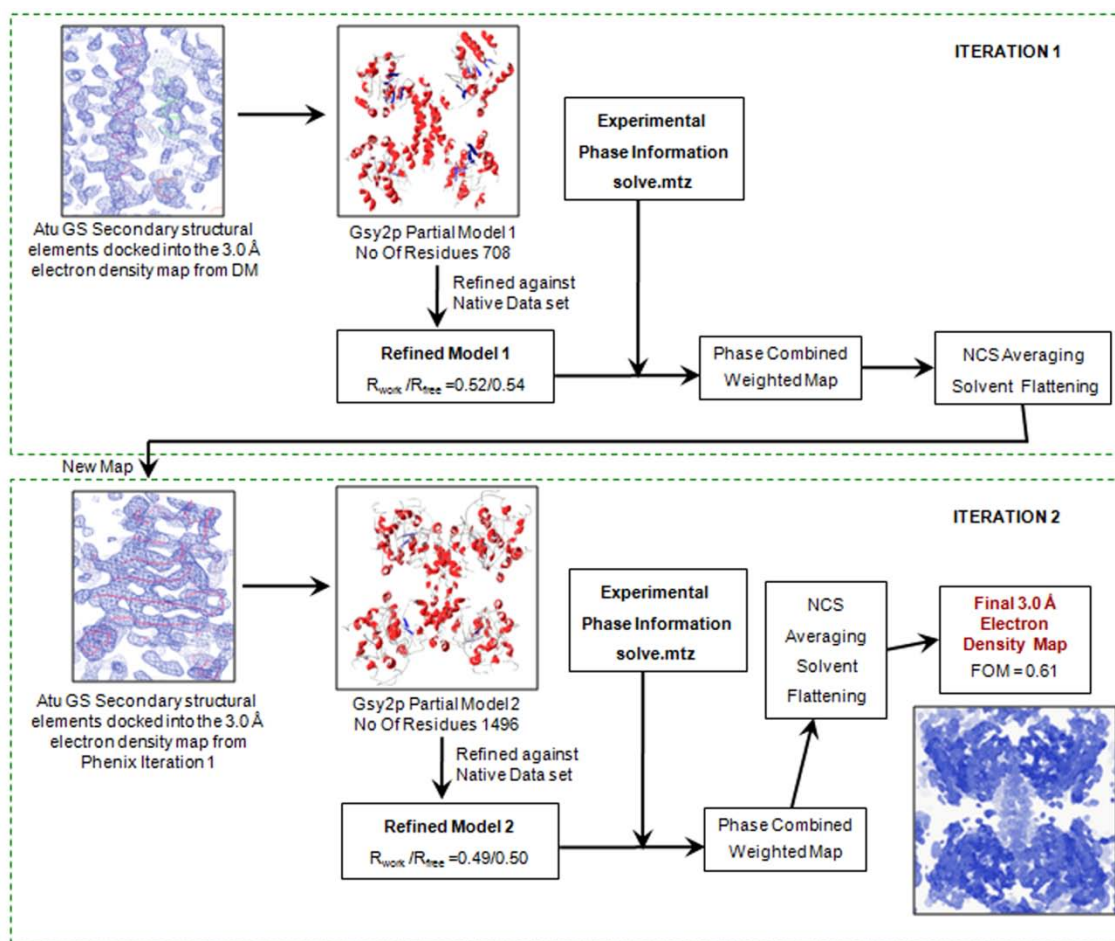 ITERATION 1
Atu GS Secondary structural
elements docked into the 3.0 Å
electron density map from DM
Gsy2p Partial Model 1
No Of Residues 708
Experimental
Phase Information
solve.mtz
Refined against
Native Data set
Refined Model 1
Rwork /Rfree =0.52/0.54
Phase Combined
Weighted Map
NCS Averaging
Solvent Flattening
New Map
ITERATION 2
Atu GS Secondary structural
elements docked into the 3.0 Å
electron density map from
Phenix Iteration 1
Gsy2p Partial Model 2
No Of Residues 1496
Experimental
Phase Information
solve.mtz
Refined against
Native Data set
Refined Model 2
Rwork /Rfree =0.49/0.50
Phase Combined
Weighted Map
NCS
Averaging
Solvent
Flattening
Final 3.0 Å
Electron
Density Map
FOM = 0.61